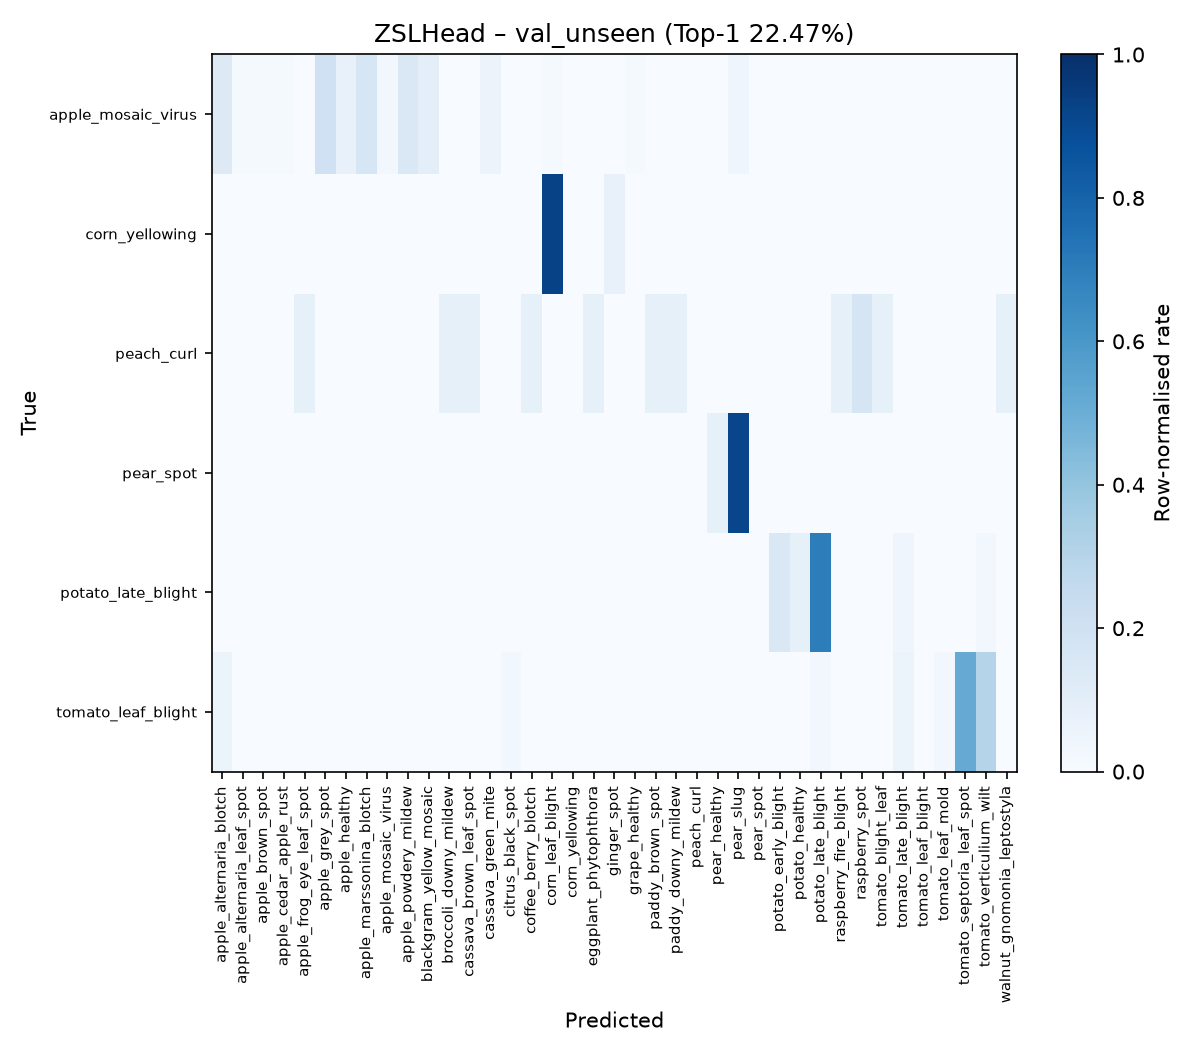 ZSLHead – val_unseen (Top-1 22.47%)
True
apple_mosaic_virus
corn_yellowing
peach_curl
pear_spot
potato_late_blight
tomato_leaf_blight
apple_alternaria_blotch
apple_alternaria_leaf_spot
apple_brown_spot
apple_cedar_apple_rust
apple_frog_eye_leaf_spot
apple_grey_spot
apple_healthy
apple_marssonina_blotch
apple_mosaic_virus
apple_powdery_mildew
blackgram_yellow_mosaic
broccoli_downy_mildew
cassava_brown_leaf_spot
cassava_green_mite
citrus_black_spot
coffee_berry_blotch
corn_leaf_blight
corn_yellowing
eggplant_phytophthora
ginger_spot
grape_healthy
paddy_brown_spot
paddy_downy_mildew
peach_curl
pear_healthy
pear_slug
pear_spot
potato_early_blight
potato_healthy
potato_late_blight
raspberry_fire_blight
raspberry_spot
tomato_blight_leaf
tomato_late_blight
tomato_leaf_blight
tomato_leaf_mold
tomato_septoria_leaf_spot
tomato_verticulium_wilt
walnut_gnomonia_leptostyla
Predicted
1.0
0.8
0.6
0.4
0.2
0.0
Row-normalised rate